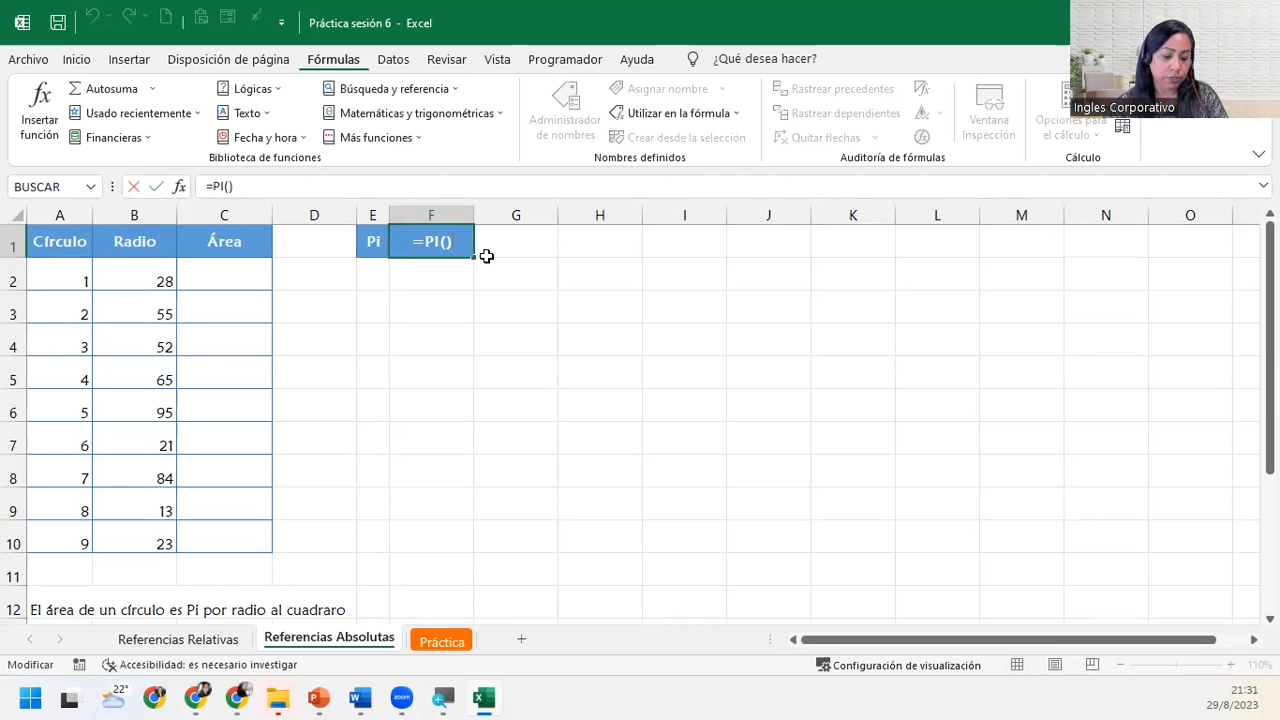 Práctica sesión 6 - Excel
Archivo Inicio Insertar Disposición de página Fórmulas Datos Revisar Vista Programador Ayuda ¿Qué desea hacer?
Ingles Corporativo
fx Insertar función
Autosuma
Usado recientemente
Financieras
Lógicas
Texto
Fecha y hora
Búsqueda y referencia
Matemáticas y trigonométricas
Más funciones
Biblioteca de funciones
Administrador de nombres
Asignar nombre
Utilizar en la fórmula
Crear desde la selección
Nombres definidos
Rastrear precedentes
Rastrear dependientes
Quitar flechas
Auditoría de fórmulas
Ventana Inspección
Opciones para el cálculo
Cálculo
BUSCAR fx =PI()
A B C D E F G H I J K L M N O
1 Círculo Radio Área Pi =PI()
2 1 28
3 2 55
4 3 52
5 4 65
6 5 95
7 6 21
8 7 84
9 8 13
10 9 23
11
12 El área de un círculo es Pi por radio al cuadraro
Referencias Relativas Referencias Absolutas Práctica
Modificar Accesibilidad: es necesario investigar Configuración de visualización 110%
22°
21:31
29/8/2023